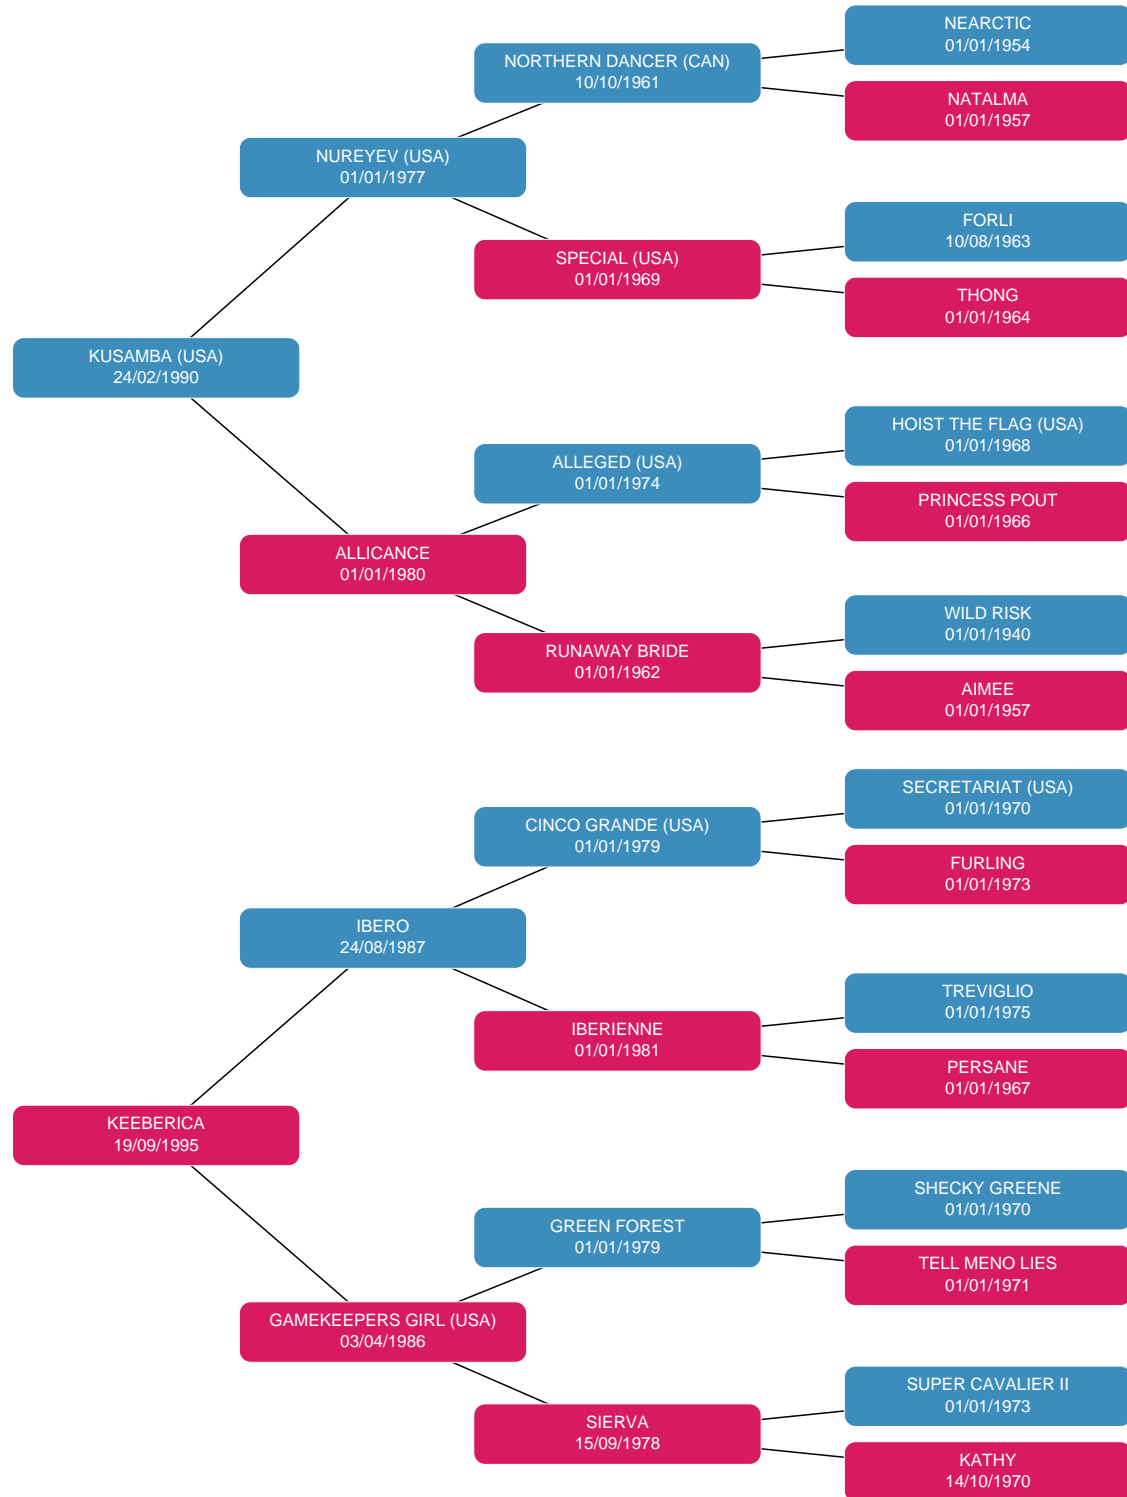 NEARCTIC
01/01/1954
NORTHERN DANCER (CAN)
10/10/1961
NATALMA
01/01/1957
NUREYEV (USA)
01/01/1977
FORLI
10/08/1963
SPECIAL (USA)
01/01/1969
THONG
01/01/1964
KUSAMBA (USA)
24/02/1990
HOIST THE FLAG (USA)
01/01/1968
ALLEGED (USA)
01/01/1974
PRINCESS POUT
01/01/1966
ALLICANCE
01/01/1980
WILD RISK
01/01/1940
RUNAWAY BRIDE
01/01/1962
AIMEE
01/01/1957
SECRETARIAT (USA)
01/01/1970
CINCO GRANDE (USA)
01/01/1979
FURLING
01/01/1973
IBERO
24/08/1987
TREVIGLIO
01/01/1975
IBERIENNE
01/01/1981
PERSANE
01/01/1967
KEEBERICA
19/09/1995
SHECKY GREENE
01/01/1970
GREEN FOREST
01/01/1979
TELL MENO LIES
01/01/1971
GAMEKEEPERS GIRL (USA)
03/04/1986
SUPER CAVALIER II
01/01/1973
SIERVA
15/09/1978
KATHY
14/10/1970